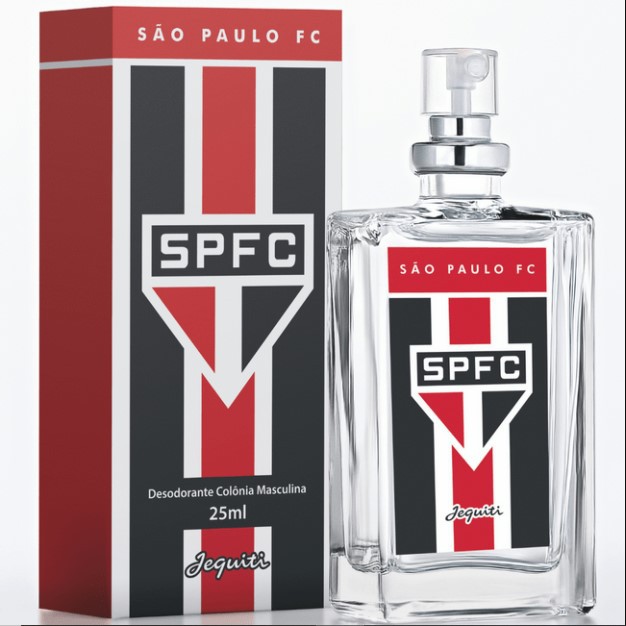 SÃO PAULO FC
SPFC
Desodorante Colônia Masculina
25ml
Jequiti
SÃO PAULO FC
SPFC
Jequiti